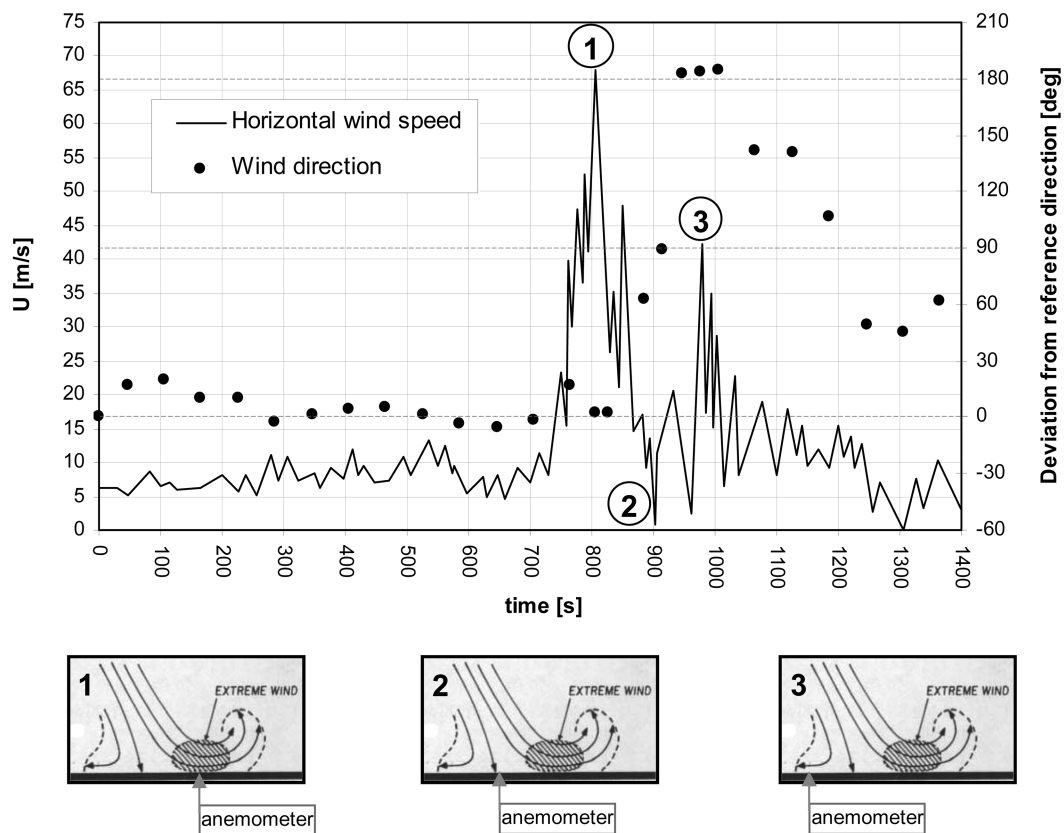 75
70
65
60
55
50
45
40
35
30
25
20
15
10
5
0
U [m/s]
210
180
150
120
90
60
30
0
-30
-60
Deviation from reference direction [deg]
Horizontal wind speed
Wind direction
1
2
3
0 100 200 300 400 500 600 700 800 900 1000 1100 1200 1300 1400
time [s]
1
EXTREME WIND
anemometer
2
EXTREME WIND
anemometer
3
EXTREME WIND
anemometer